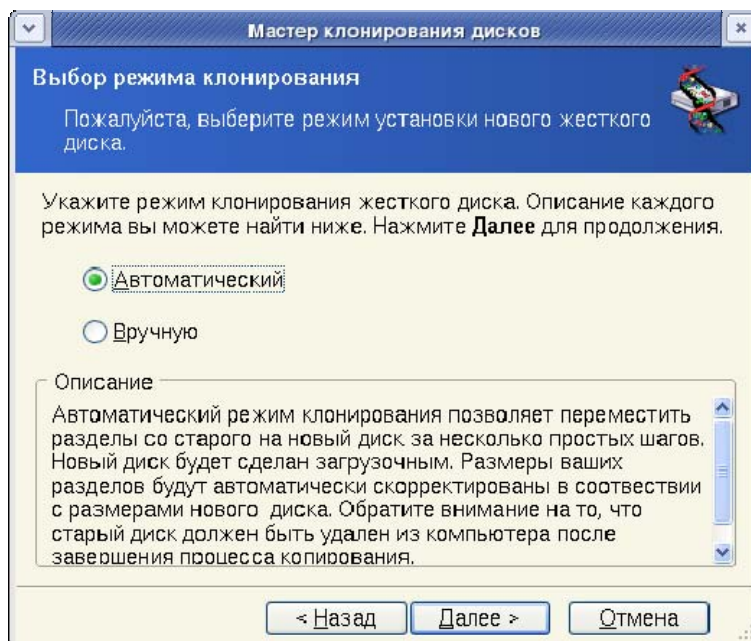 Мастер клонирования дисков
Выбор режима клонирования
Пожалуйста, выберите режим установки нового жесткого
диска.
Укажите режим клонирования жесткого диска. Описание каждого
режима вы можете найти ниже. Нажмите Далее для продолжения.
Автоматический
Вручную
Описание
Автоматический режим клонирования позволяет переместить
разделы со старого на новый диск за несколько простых шагов.
Новый диск будет сделан загрузочным. Размеры ваших
разделов будут автоматически скорректированы в соотвествии
с размерами нового диска. Обратите внимание на то, что
старый диск должен быть удален из компьютера после
завершения процесса копирования.
< Назад
Далее >
Отмена